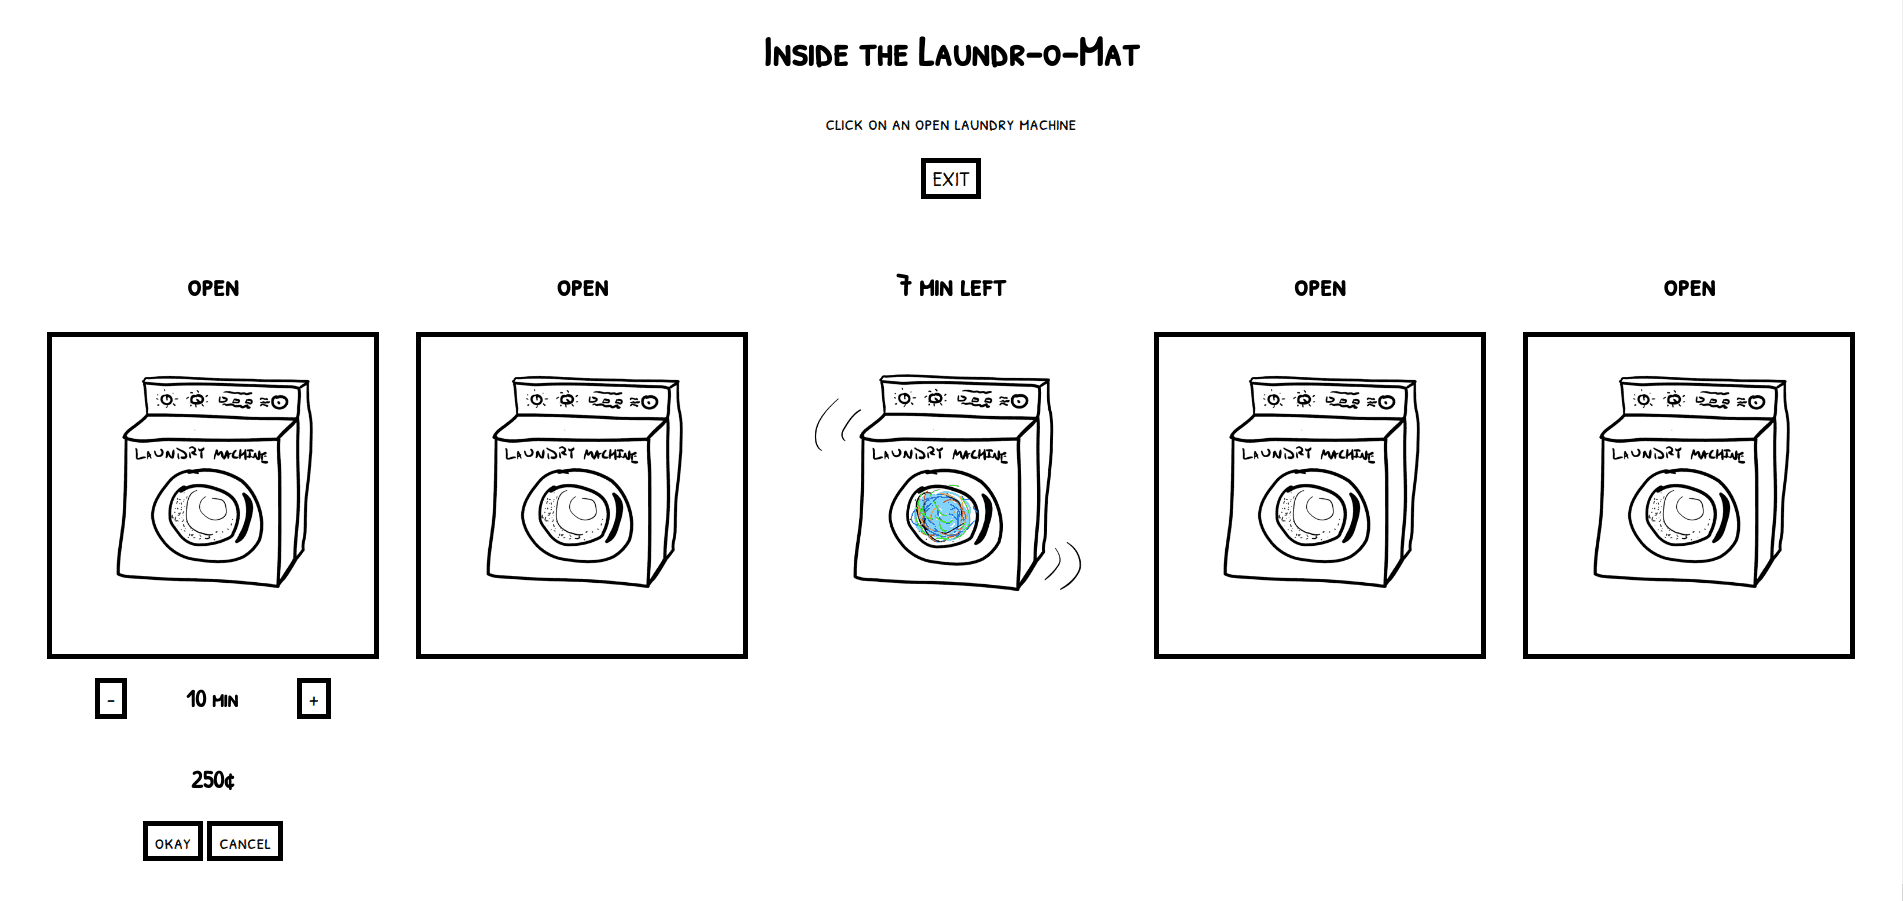 INSIDE THE LAUNDR-O-MAT
CLICK ON AN OPEN LAUNDRY MACHINE
EXIT
OPEN
OPEN
7 MIN LEFT
OPEN
OPEN
LAUNDRY MACHINE
LAUNDRY MACHINE
LAUNDRY MACHINE
LAUNDRY MACHINE
LAUNDRY MACHINE
- 10 MIN +
250¢
OKAY CANCEL